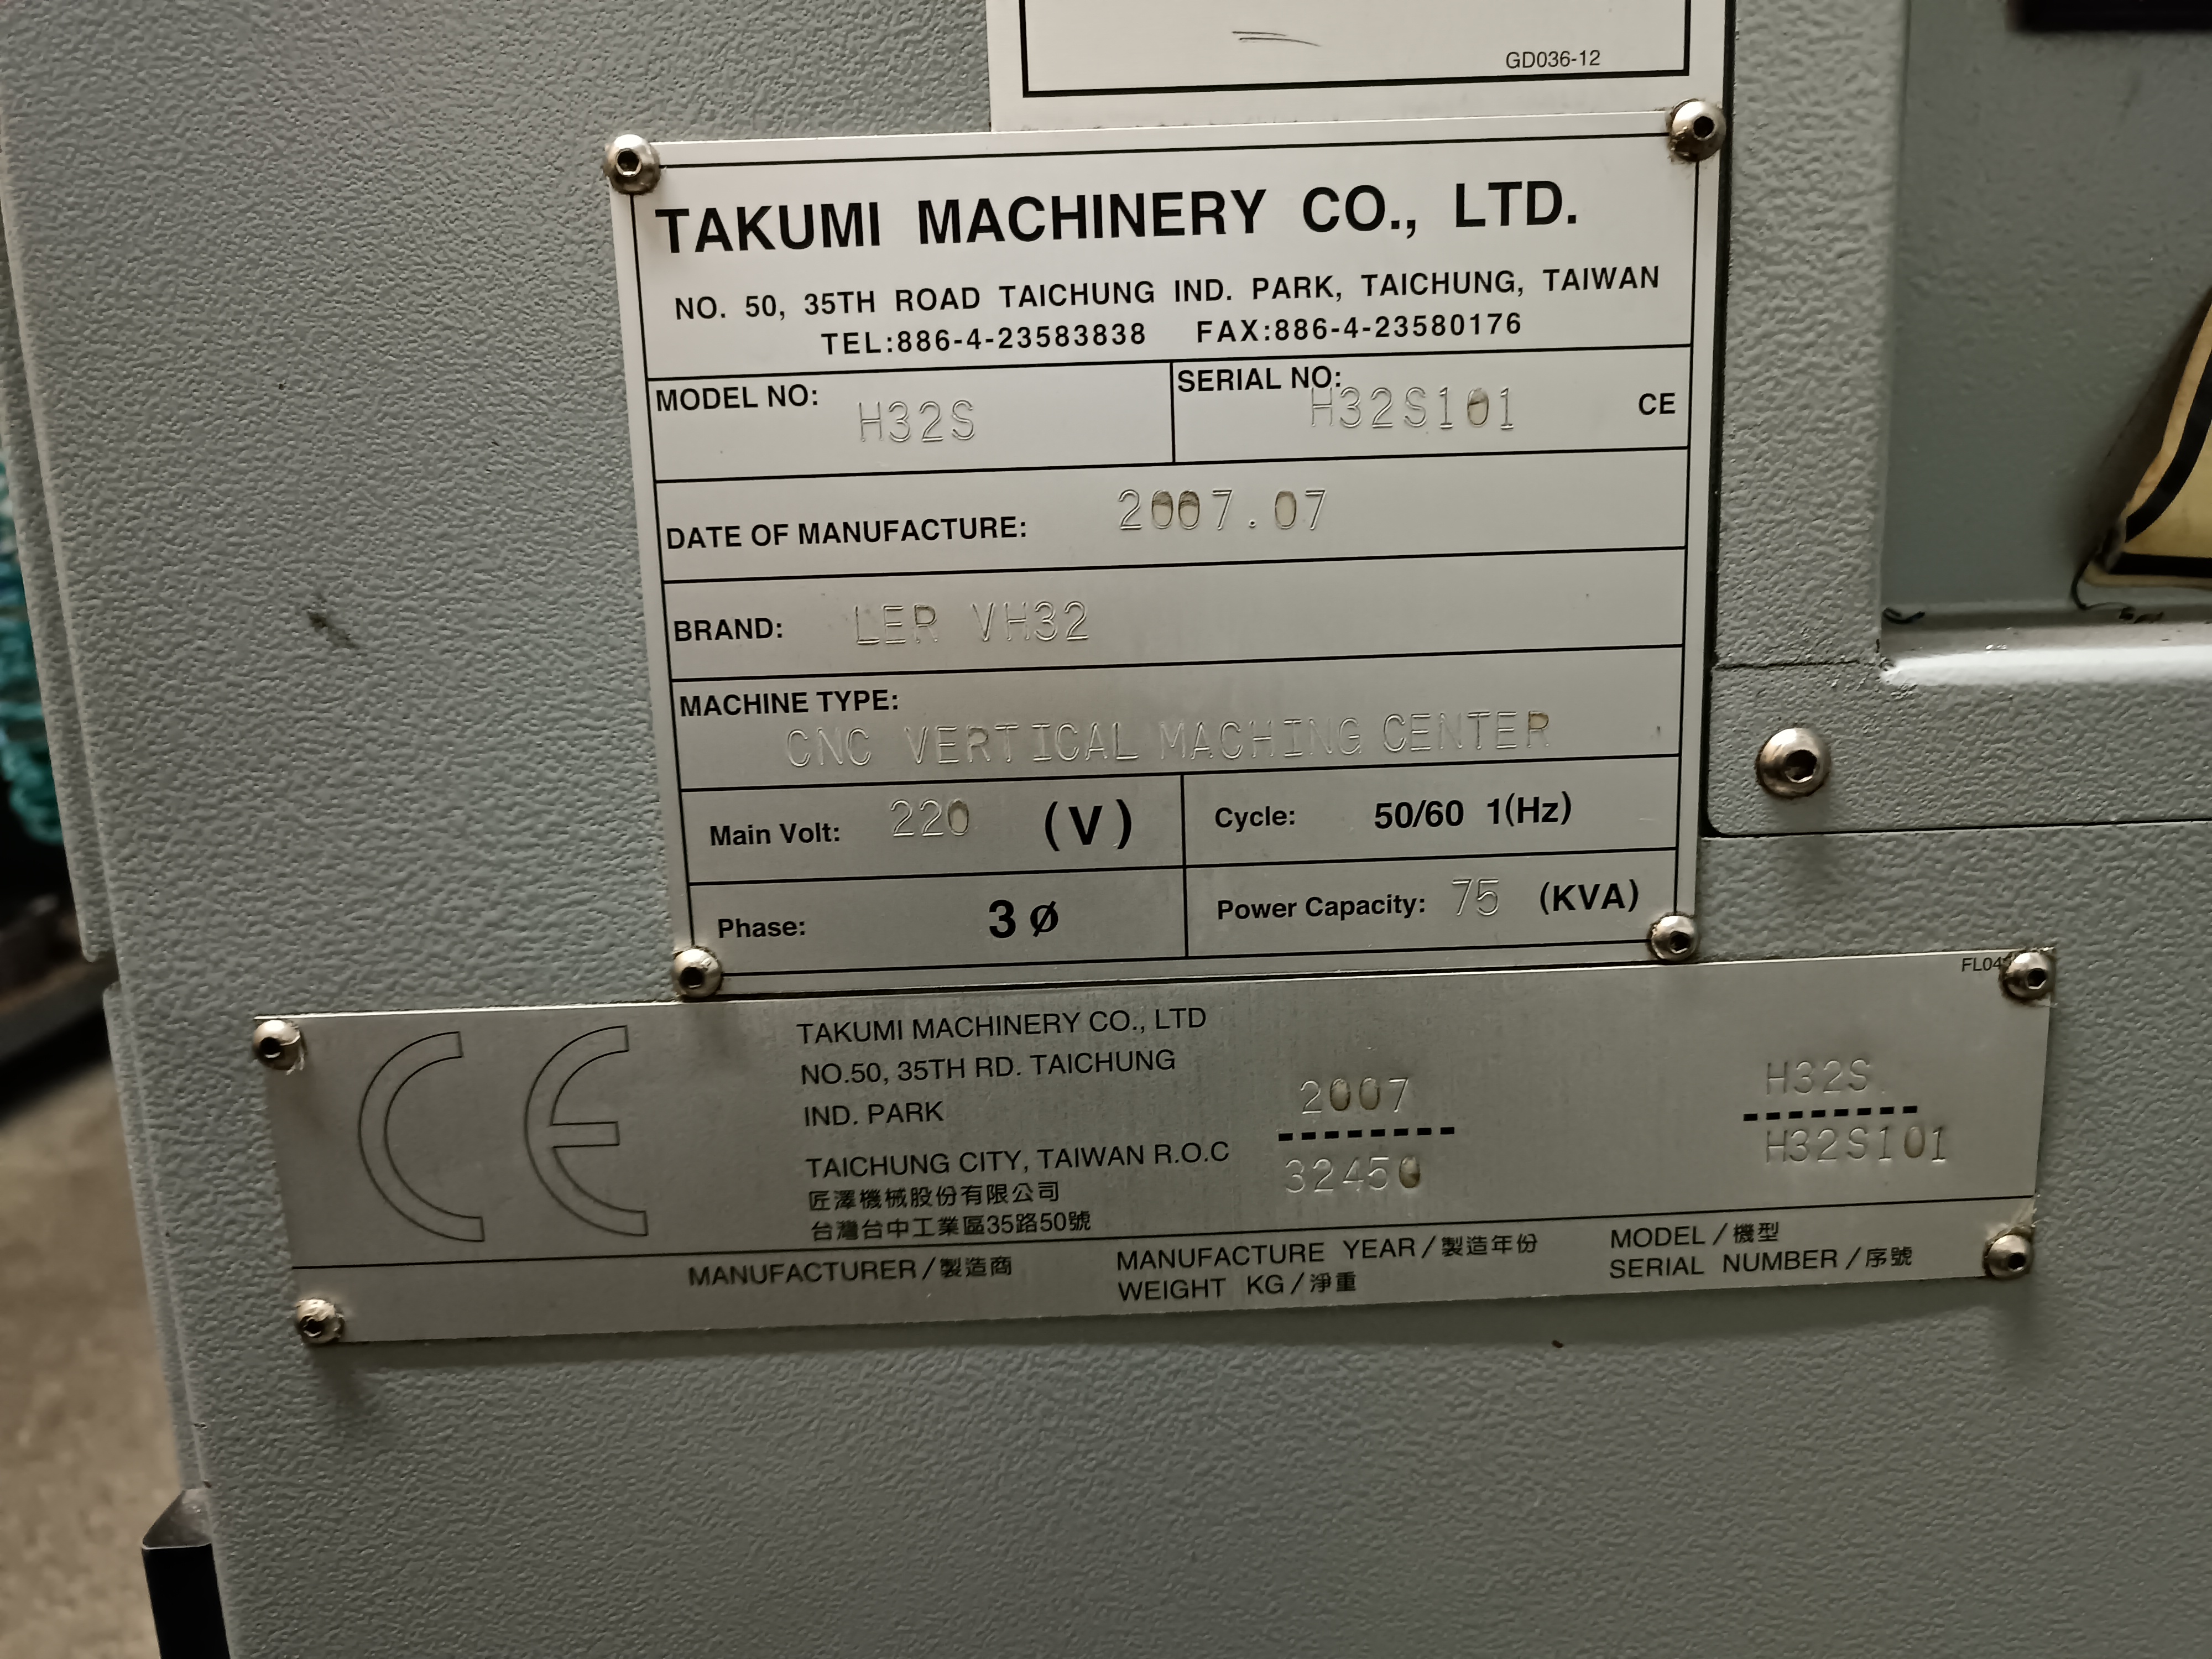 GD036-12
TAKUMI MACHINERY CO., LTD.
NO. 50, 35TH ROAD TAICHUNG IND. PARK, TAICHUNG, TAIWAN
TEL:886-4-23583838 FAX:886-4-23580176
MODEL NO: H32S SERIAL NO: H32S101 CE
DATE OF MANUFACTURE: 2007.07
BRAND: LER VH32
MACHINE TYPE:
CNC VERTICAL MACHING CENTER
Main Volt: 220 (V) Cycle: 50/60 1(Hz)
Phase: 3 Ø Power Capacity: 75 (KVA)
CE
TAKUMI MACHINERY CO., LTD
NO.50, 35TH RD. TAICHUNG
IND. PARK
TAICHUNG CITY, TAIWAN R.O.C
匠澤機械股份有限公司
台灣台中工業區35路50號
MANUFACTURER/製造商
2007
32450
MANUFACTURE YEAR/製造年份
WEIGHT KG/淨重
H32S
H32S101
MODEL/機型
SERIAL NUMBER/序號